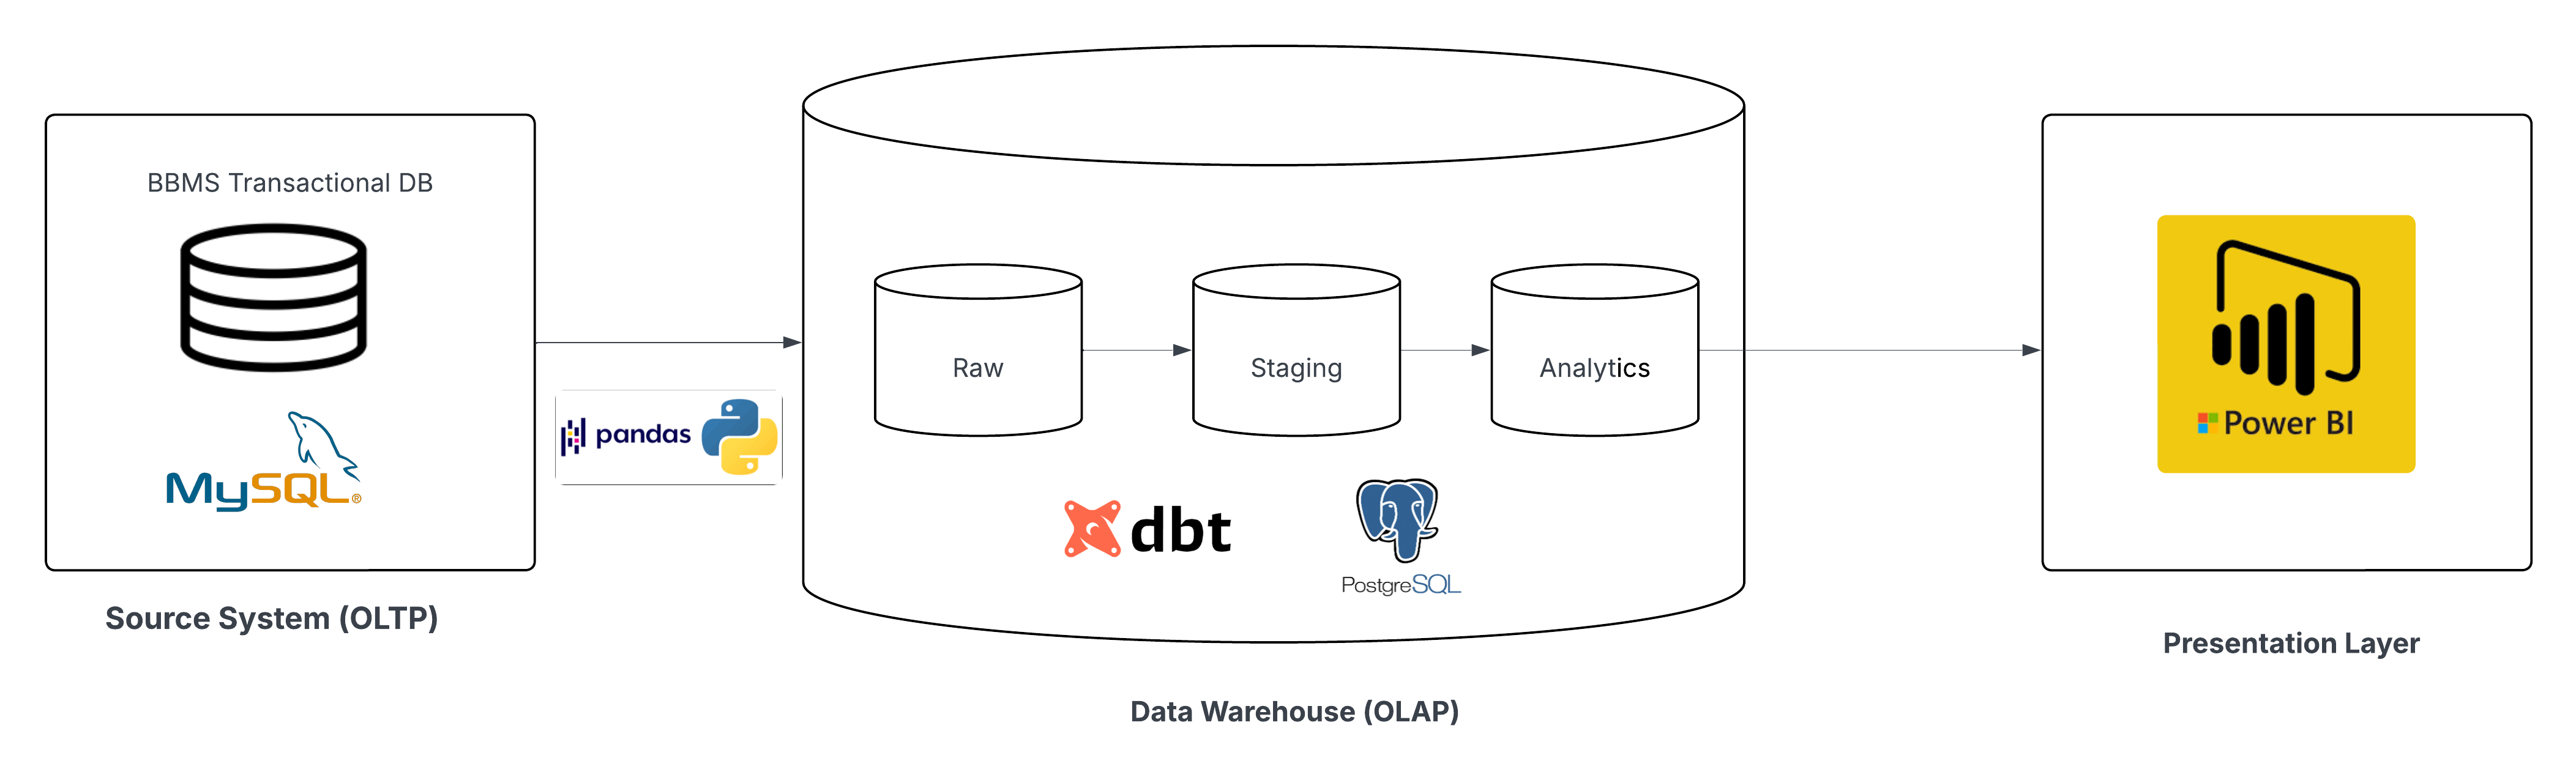 BBMS Transactional DB
MySQL®
Source System (OLTP)
pandas
Raw
Staging
Analytics
dbt
PostgreSQL
Data Warehouse (OLAP)
Power BI
Presentation Layer